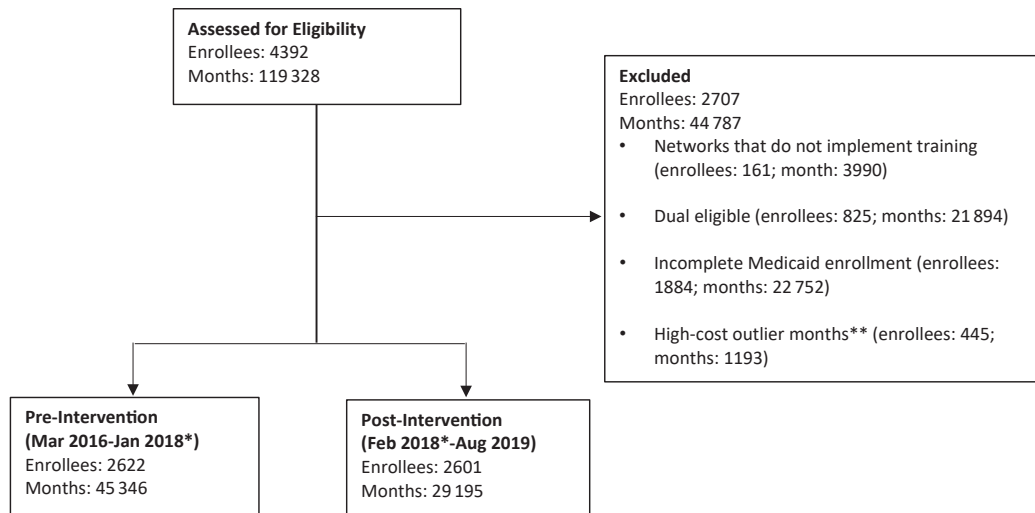 Assessed for Eligibility
Enrollees: 4392
Months: 119 328
Excluded
Enrollees: 2707
Months: 44 787
• Networks that do not implement training
(enrollees: 161; month: 3990)
• Dual eligible (enrollees: 825; months: 21 894)
• Incomplete Medicaid enrollment (enrollees:
1884; months: 22 752)
• High-cost outlier months** (enrollees: 445;
months: 1193)
Pre-Intervention
(Mar 2016-Jan 2018*)
Enrollees: 2622
Months: 45 346
Post-Intervention
(Feb 2018*-Aug 2019)
Enrollees: 2601
Months: 29 195